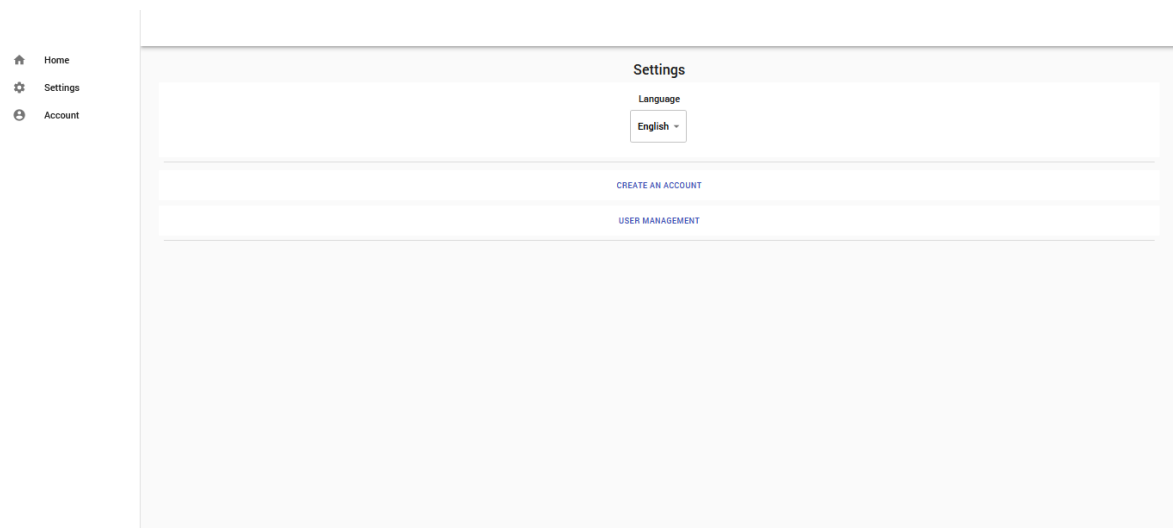 Home
Settings
Account
Settings
Language
English
CREATE AN ACCOUNT
USER MANAGEMENT